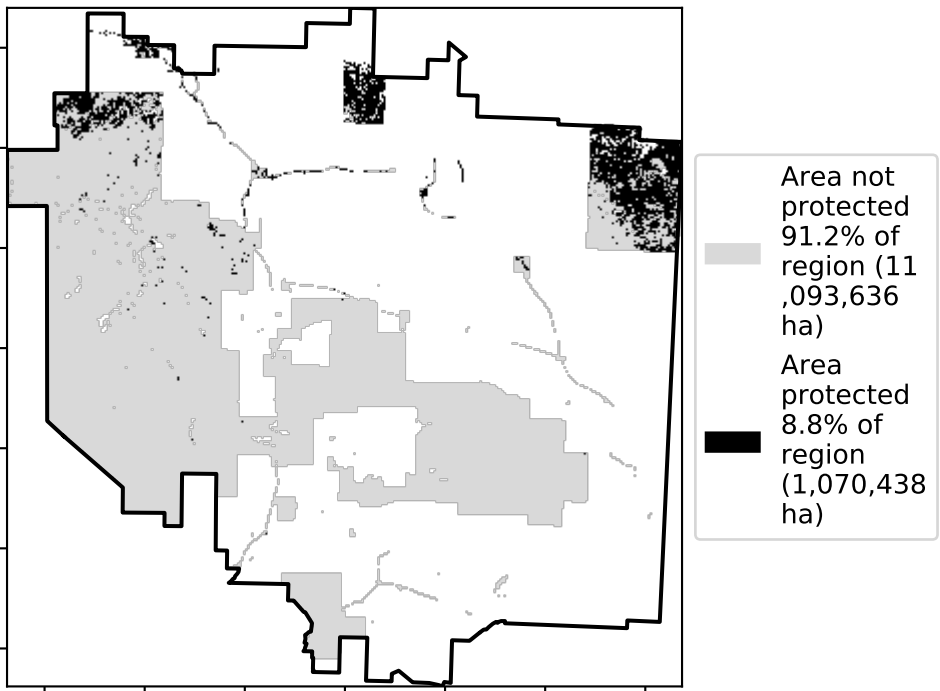 Area not
protected
91.2% of
region (11
,093,636
ha)
Area
protected
8.8% of
region
(1,070,438
ha)